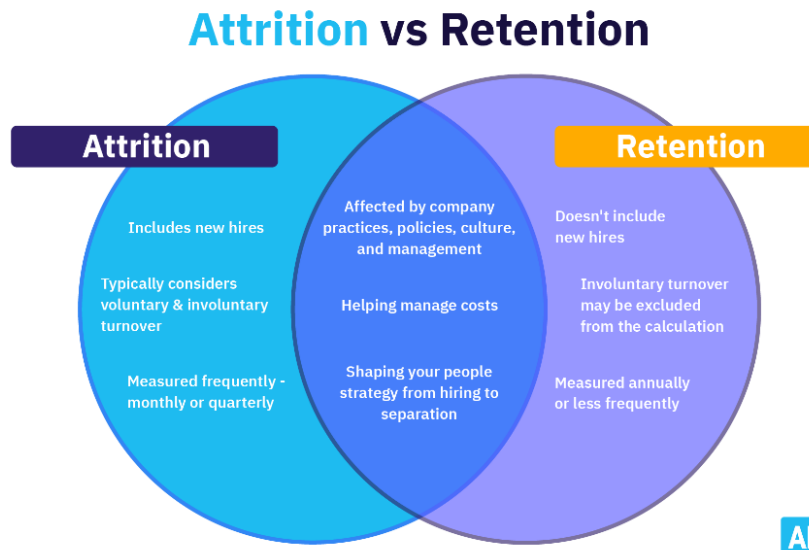 Attrition vs Retention
Attrition
Retention
Includes new hires
Typically considers
voluntary & involuntary
turnover
Measured frequently -
monthly or quarterly
Affected by company
practices, policies, culture,
and management
Helping manage costs
Shaping your people
strategy from hiring to
separation
Doesn't include
new hires
Involuntary turnover
may be excluded
from the calculation
Measured annually
or less frequently